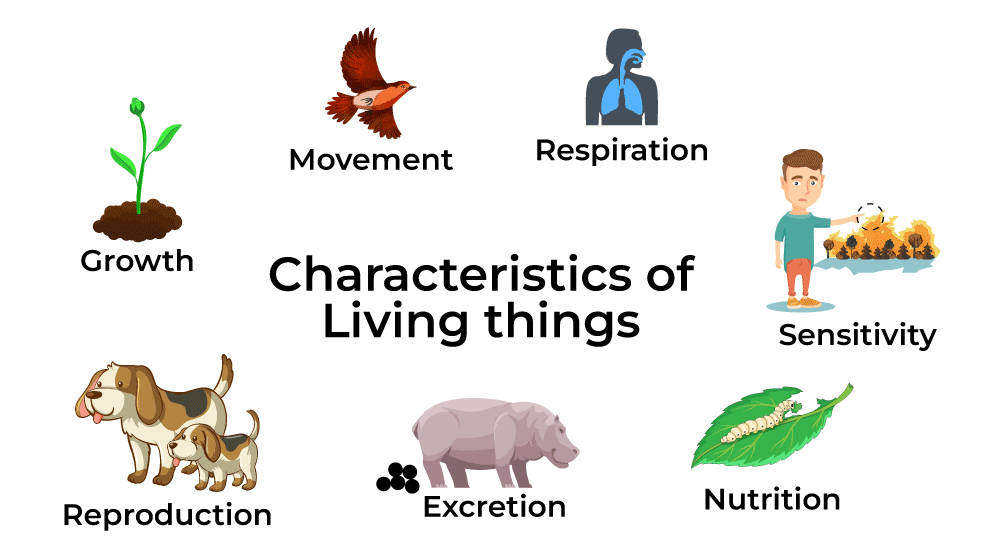 Movement
Respiration
Growth
Characteristics of
Living things
Sensitivity
Reproduction
Excretion
Nutrition